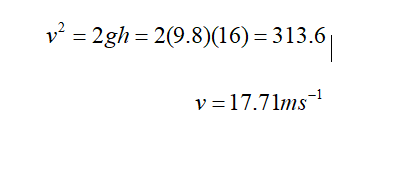 v² = 2gh = 2(9.8)(16) = 313.6
v = 17.71ms⁻¹